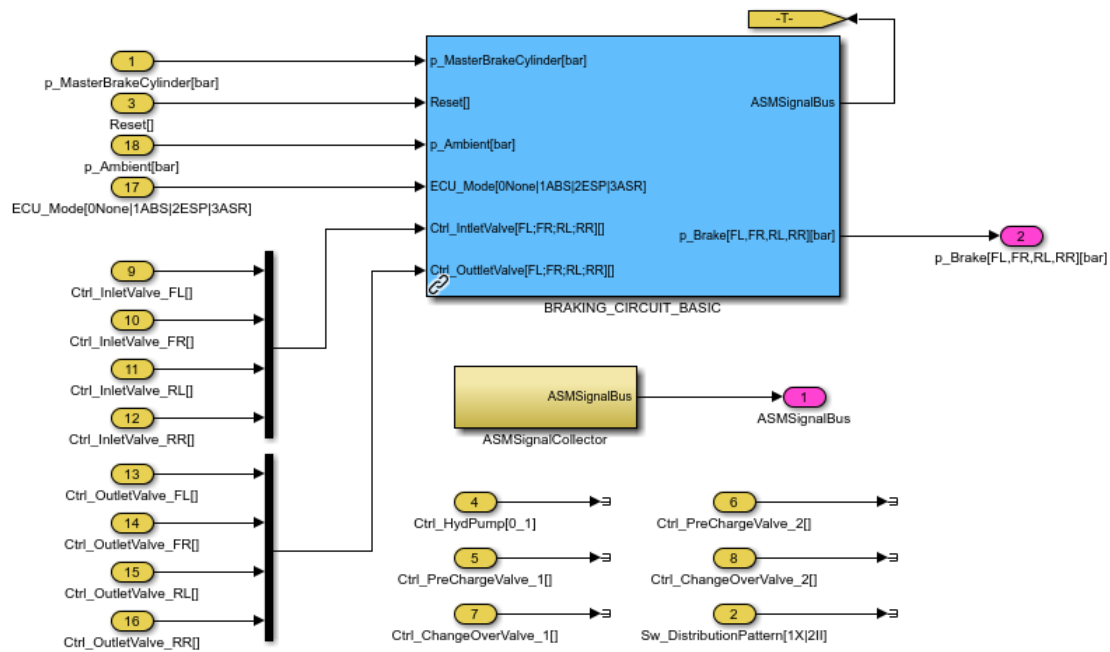 -T-
1
p_MasterBrakeCylinder[bar]
3
Reset[]
18
p_Ambient[bar]
17
ECU_Mode[0None|1ABS|2ESP|3ASR]
p_MasterBrakeCylinder[bar]
Reset[]
p_Ambient[bar]
ECU_Mode[0None|1ABS|2ESP|3ASR]
Ctrl_IntletValve[FL;FR;RL;RR][]
Ctrl_OuttletValve[FL;FR;RL;RR][]
ASMSignalBus
p_Brake[FL,FR,RL,RR][bar]
BRAKING_CIRCUIT_BASIC
2
p_Brake[FL,FR,RL,RR][bar]
9
Ctrl_InletValve_FL[]
10
Ctrl_InletValve_FR[]
11
Ctrl_InletValve_RL[]
12
Ctrl_InletValve_RR[]
13
Ctrl_OutletValve_FL[]
14
Ctrl_OutletValve_FR[]
15
Ctrl_OutletValve_RL[]
16
Ctrl_OutletValve_RR[]
ASMSignalBus
ASMSignalCollector
1
ASMSignalBus
4
Ctrl_HydPump[0_1]
6
Ctrl_PreChargeValve_2[]
5
Ctrl_PreChargeValve_1[]
8
Ctrl_ChangeOverValve_2[]
7
Ctrl_ChangeOverValve_1[]
2
Sw_DistributionPattern[1X|2II]